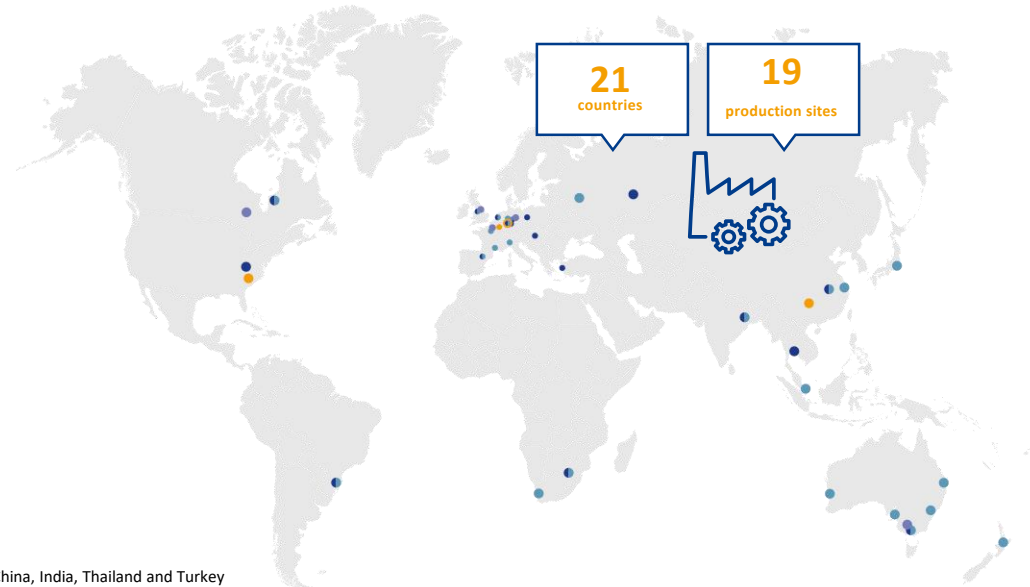 21
countries
19
production sites
hina, India, Thailand and Turkey